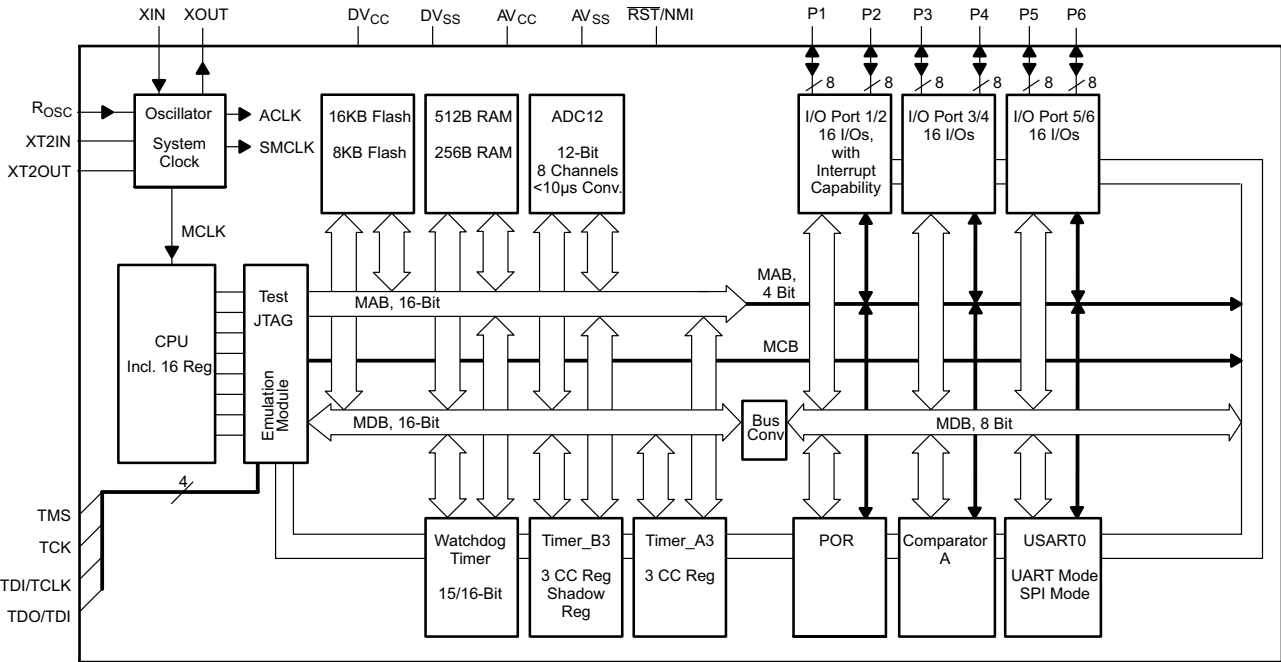 XIN XOUT DVCC DVSS AVCC AVSS RST/NMI P1 P2 P3 P4 P5 P6
8 8 8 8 8 8
ROSC
XT2IN
XT2OUT
Oscillator
System
Clock
ACLK
SMCLK
MCLK
16KB Flash
8KB Flash
512B RAM
256B RAM
ADC12
12-Bit
8 Channels
<10µs Conv.
I/O Port 1/2
16 I/Os,
with
Interrupt
Capability
I/O Port 3/4
16 I/Os
I/O Port 5/6
16 I/Os
CPU
Incl. 16 Reg
Test
JTAG
Emulation
Module
MAB, 16-Bit
MAB,
4 Bit
MCB
MDB, 16-Bit
Bus
Conv
MDB, 8 Bit
4
TMS
TCK
TDI/TCLK
TDO/TDI
Watchdog
Timer
15/16-Bit
Timer_B3
3 CC Reg
Shadow
Reg
Timer_A3
3 CC Reg
POR
Comparator
A
USART0
UART Mode
SPI Mode